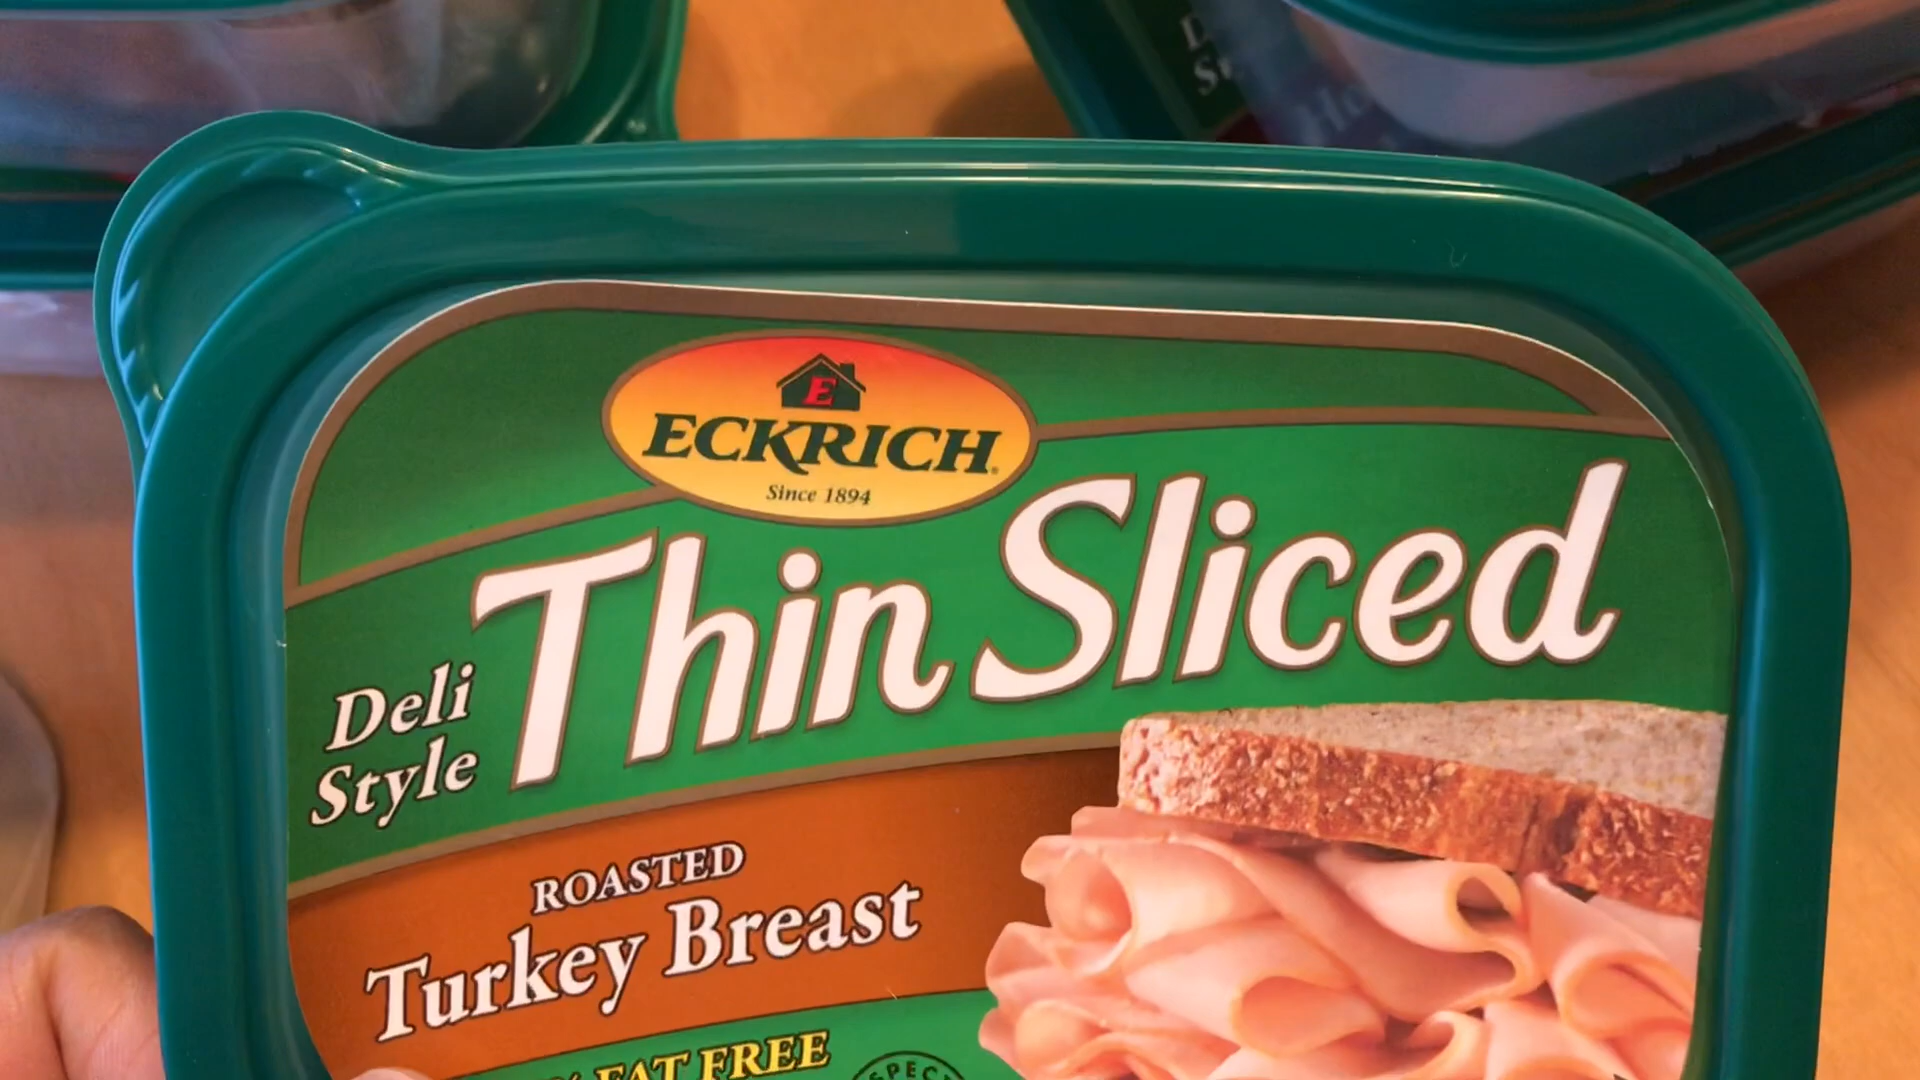 E
ECKRICH
Since 1894
Thin Sliced
Deli
Style
ROASTED
Turkey Breast
% FAT FREE